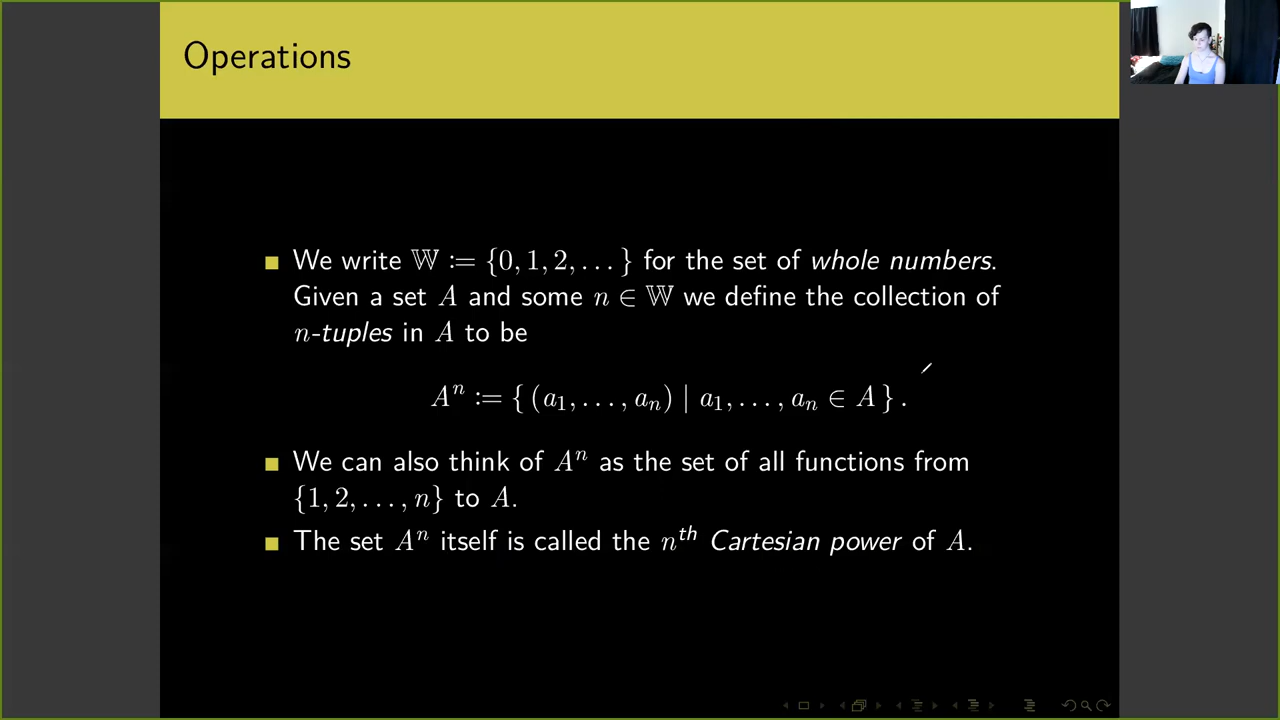 Operations
We write 𝕎 := {0, 1, 2, . . . } for the set of whole numbers.
Given a set A and some n ∈ 𝕎 we define the collection of
n-tuples in A to be
Aⁿ := { (a₁, . . . , aₙ) | a₁, . . . , aₙ ∈ A } .
We can also think of Aⁿ as the set of all functions from
{1, 2, . . . , n} to A.
The set Aⁿ itself is called the nᵗʰ Cartesian power of A.